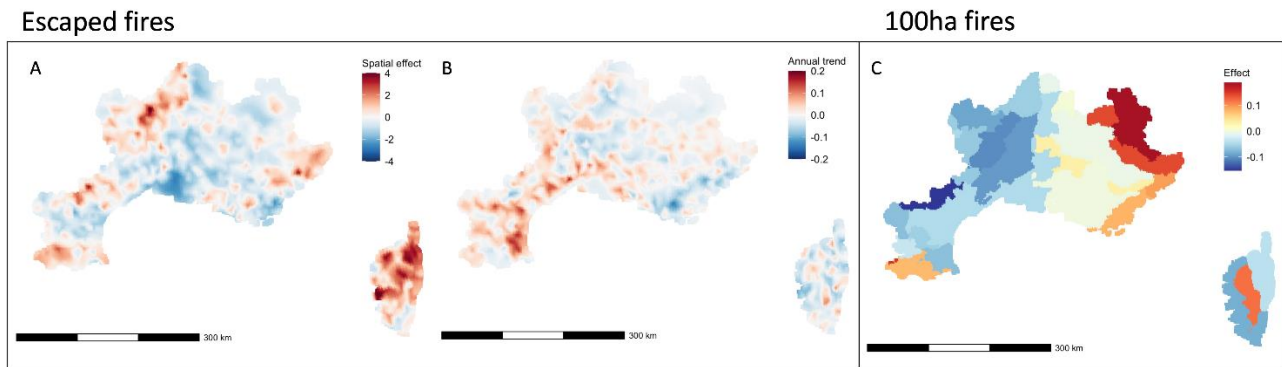 Escaped fires
100ha fires
A
Spatial effect
4
2
0
-2
-4
300 km
B
Annual trend
0.2
0.1
0.0
-0.1
-0.2
300 km
C
Effect
0.1
0.0
-0.1
300 km